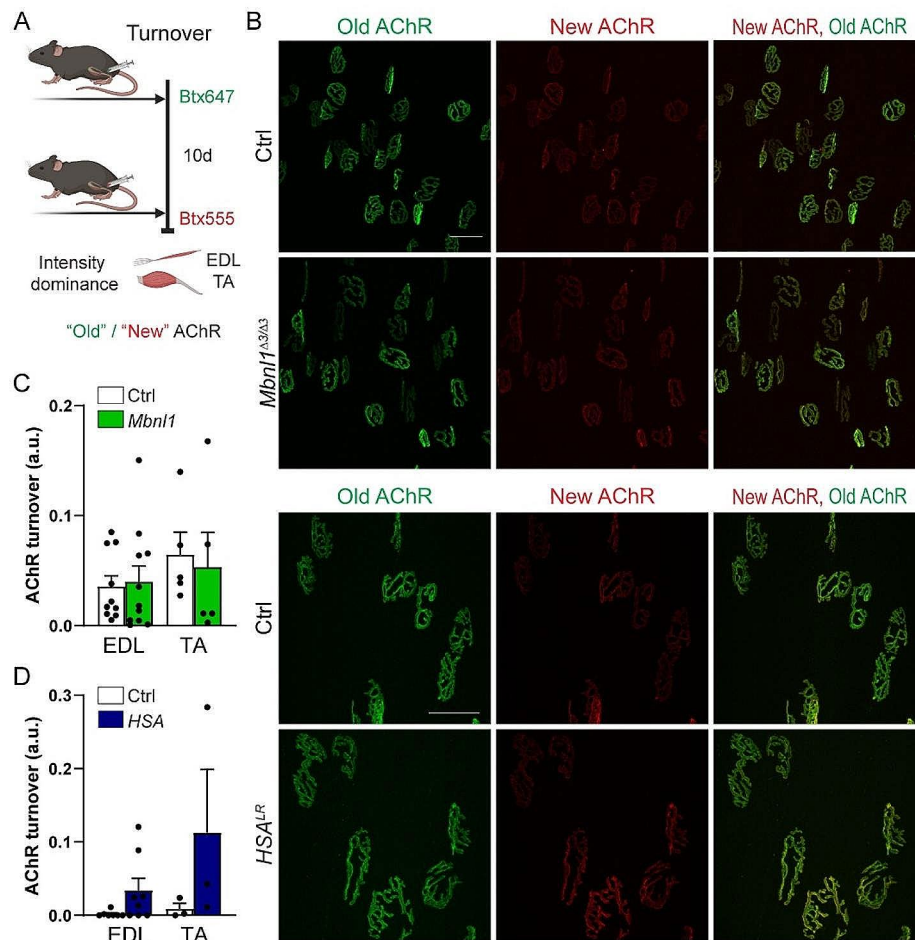 A
Turnover
Btx647
10d
Btx555
Intensity dominance
EDL
TA
“Old” / “New” AChR
B
Old AChR
New AChR
New AChR, Old AChR
Ctrl
Mbnl1Δ3/Δ3
Old AChR
New AChR
New AChR, Old AChR
Ctrl
HSALR
C
Ctrl
Mbnl1
AChR turnover (a.u.)
0.2
0.1
0.0
EDL
TA
D
Ctrl
HSA
AChR turnover (a.u.)
0.3
0.2
0.1
0.0
EDL
TA